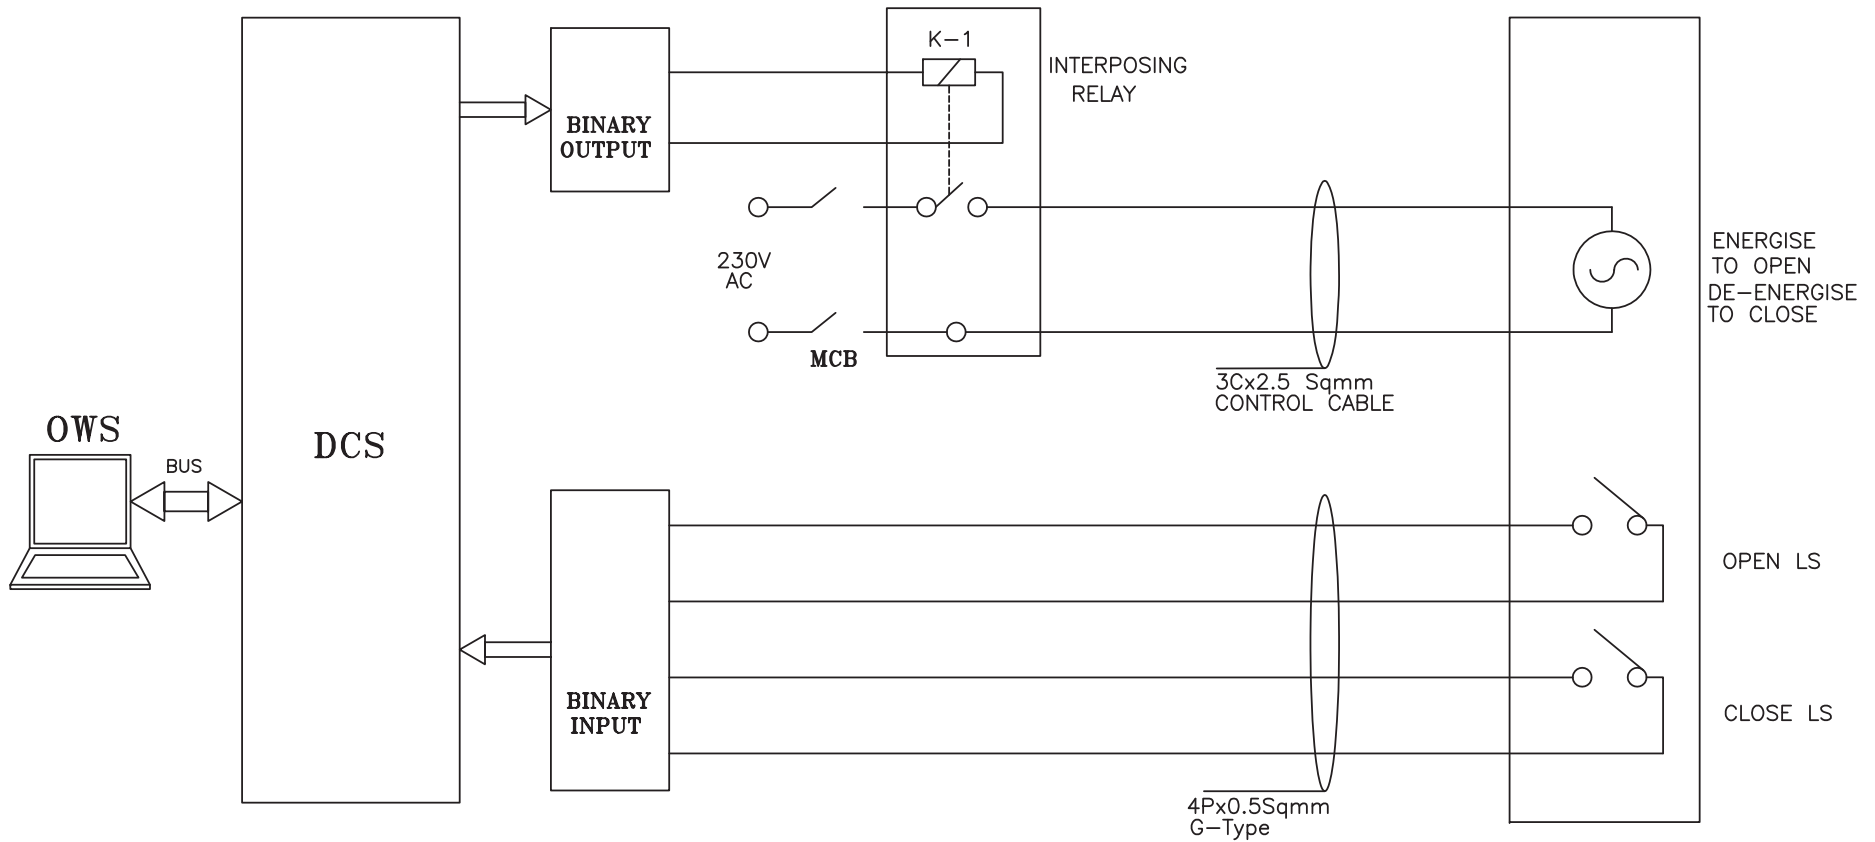 K-1
INTERPOSING
RELAY
BINARY
OUTPUT
230V
AC
MCB
ENERGISE
TO OPEN
DE-ENERGISE
TO CLOSE
3Cx2.5 Sqmm
CONTROL CABLE
OWS
BUS
DCS
OPEN LS
BINARY
INPUT
CLOSE LS
4Px0.5Sqmm
G-Type